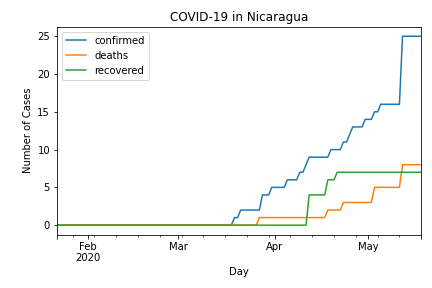 COVID-19 in Nicaragua
confirmed
deaths
recovered
25
20
15
10
5
0
Number of Cases
Feb
2020
Mar
Apr
May
Day